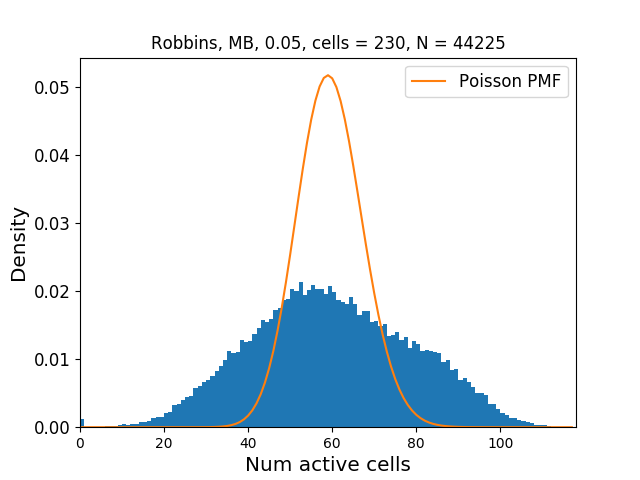 Robbins, MB, 0.05, cells = 230, N = 44225
Poisson PMF
0.05
0.04
0.03
0.02
0.01
0.00
Density
0 20 40 60 80 100
Num active cells